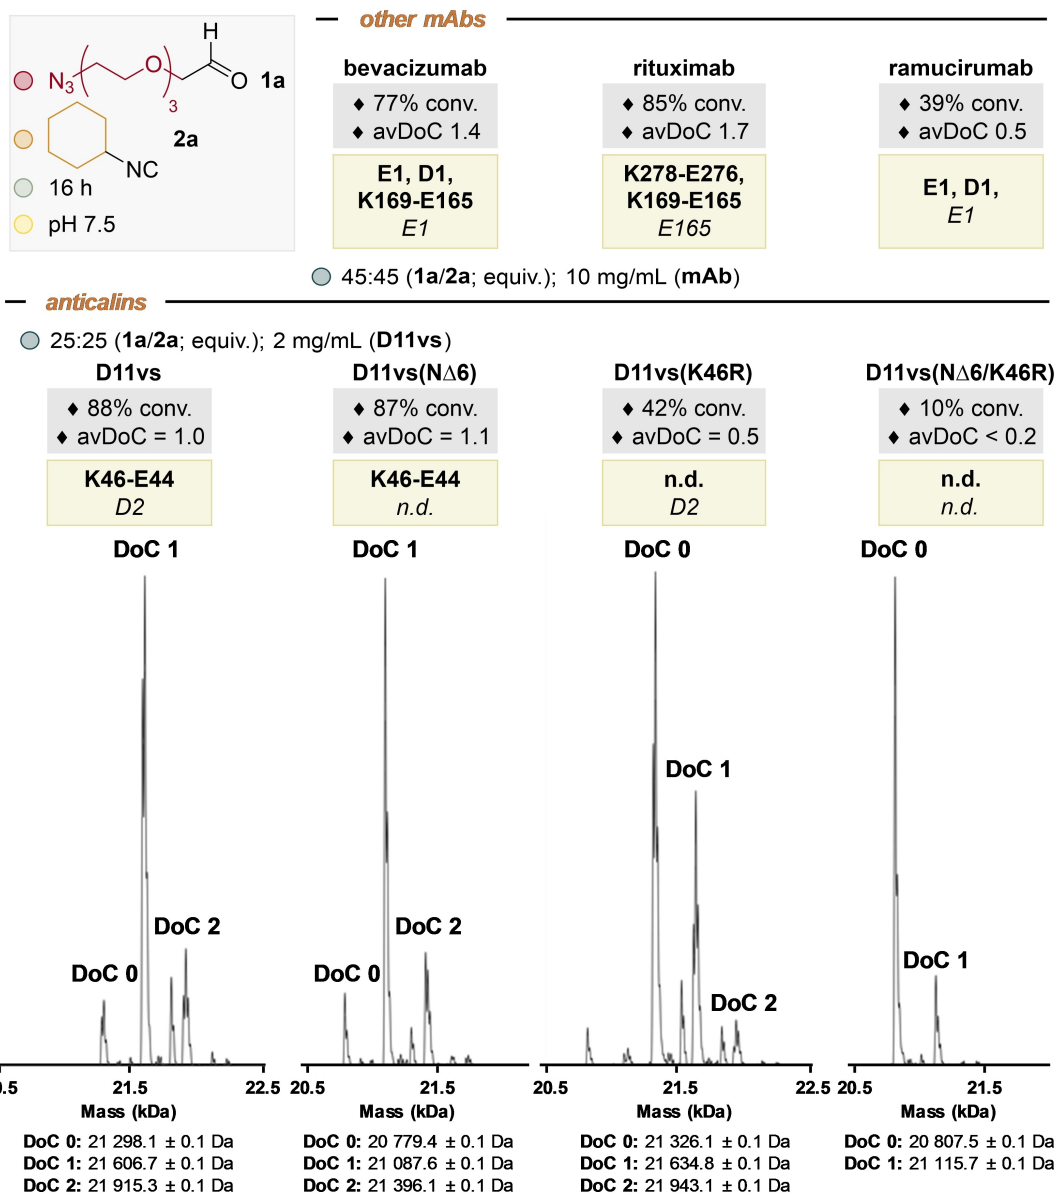 other mAbs
H
N3 ( O ) 3 O 1a
2a
NC
16 h
pH 7.5
bevacizumab
♦ 77% conv.
♦ avDoC 1.4
E1, D1,
K169-E165
E1
rituximab
♦ 85% conv.
♦ avDoC 1.7
K278-E276,
K169-E165
E165
ramucirumab
♦ 39% conv.
♦ avDoC 0.5
E1, D1,
E1
45:45 (1a/2a; equiv.); 10 mg/mL (mAb)
anticalins
25:25 (1a/2a; equiv.); 2 mg/mL (D11vs)
D11vs
♦ 88% conv.
♦ avDoC = 1.0
K46-E44
D2
D11vs(NΔ6)
♦ 87% conv.
♦ avDoC = 1.1
K46-E44
n.d.
D11vs(K46R)
♦ 42% conv.
♦ avDoC = 0.5
n.d.
D2
D11vs(NΔ6/K46R)
♦ 10% conv.
♦ avDoC < 0.2
n.d.
n.d.
DoC 1
DoC 2
DoC 0
0.5 21.5 22.5
Mass (kDa)
DoC 0: 21 298.1 ± 0.1 Da
DoC 1: 21 606.7 ± 0.1 Da
DoC 2: 21 915.3 ± 0.1 Da
DoC 1
DoC 2
DoC 0
20.5 21.5
Mass (kDa)
DoC 0: 20 779.4 ± 0.1 Da
DoC 1: 21 087.6 ± 0.1 Da
DoC 2: 21 396.1 ± 0.1 Da
DoC 0
DoC 1
DoC 2
20.5 21.5 22.5
Mass (kDa)
DoC 0: 21 326.1 ± 0.1 Da
DoC 1: 21 634.8 ± 0.1 Da
DoC 2: 21 943.1 ± 0.1 Da
DoC 0
DoC 1
20.5 21.5
Mass (kDa)
DoC 0: 20 807.5 ± 0.1 Da
DoC 1: 21 115.7 ± 0.1 Da